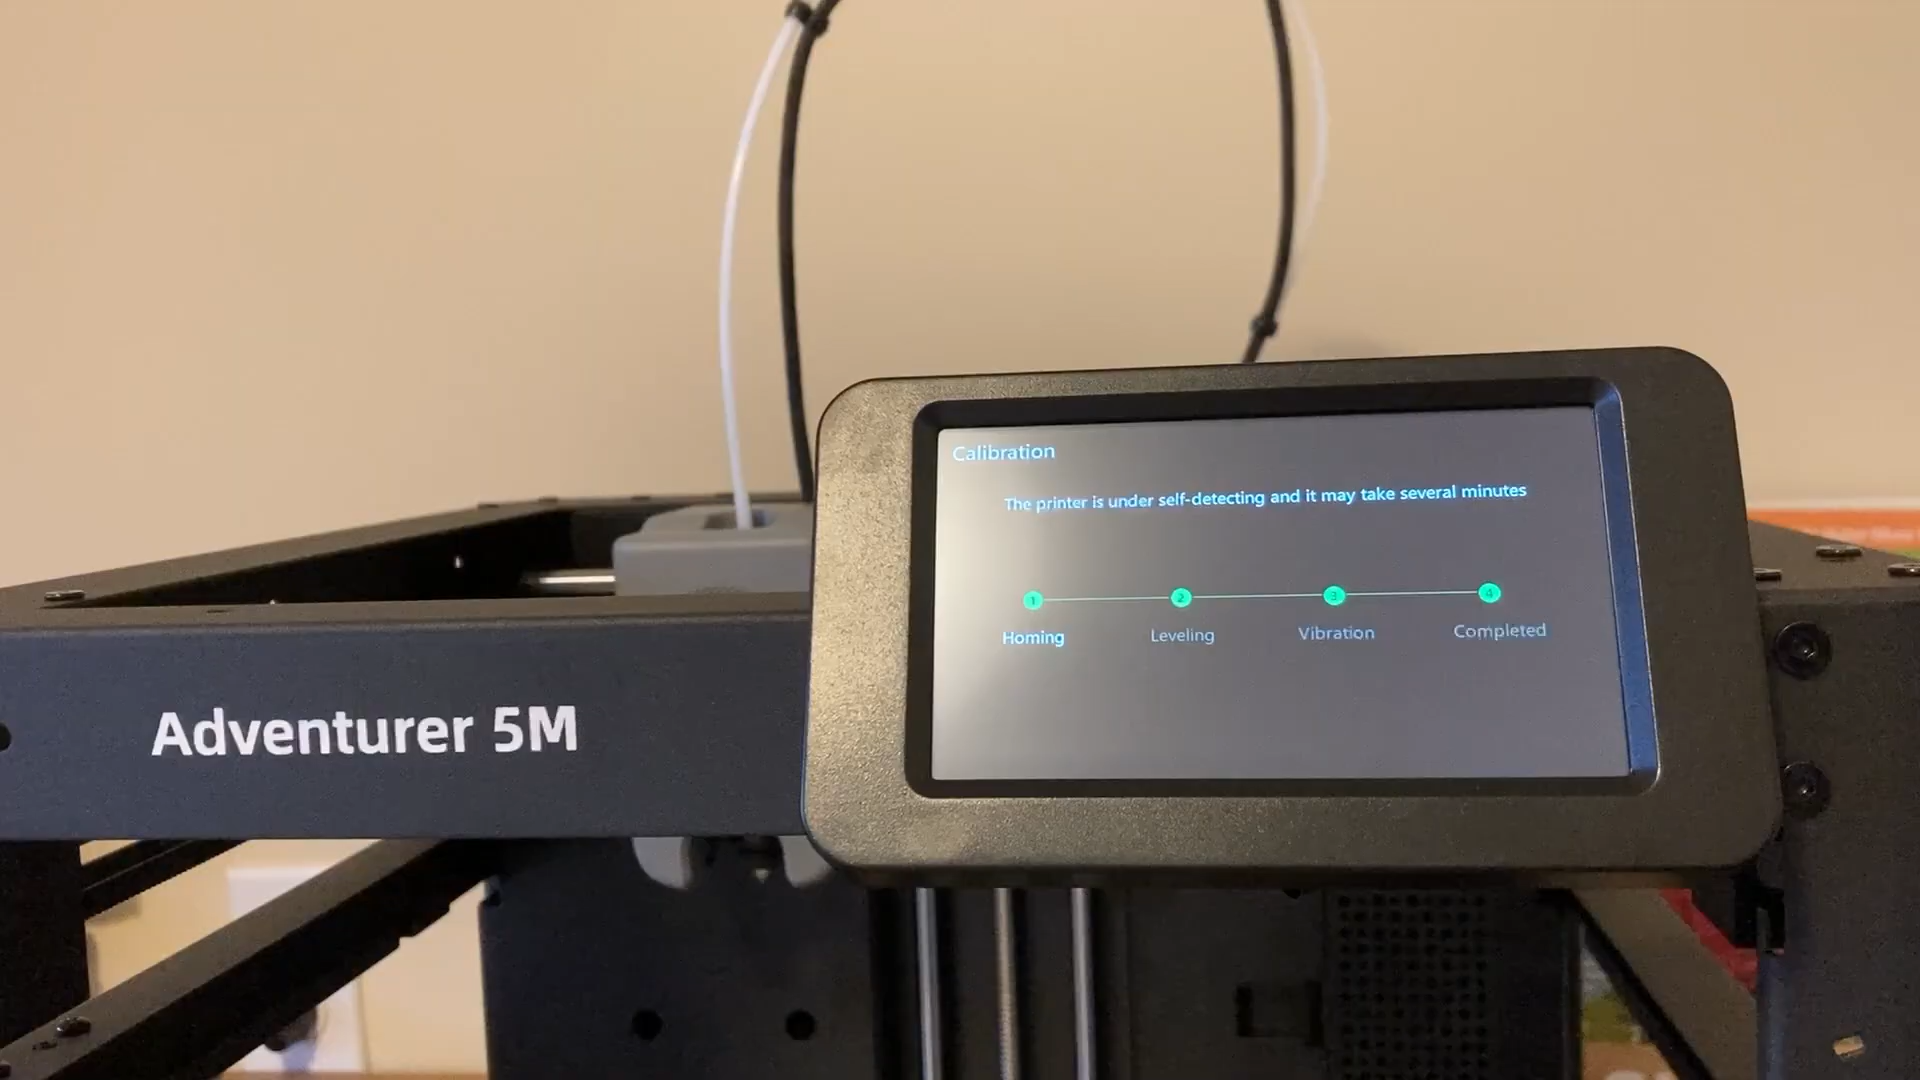 Calibration
The printer is under self-detecting and it may take several minutes
1 2 3 4
Homing Leveling Vibration Completed
Adventurer 5M